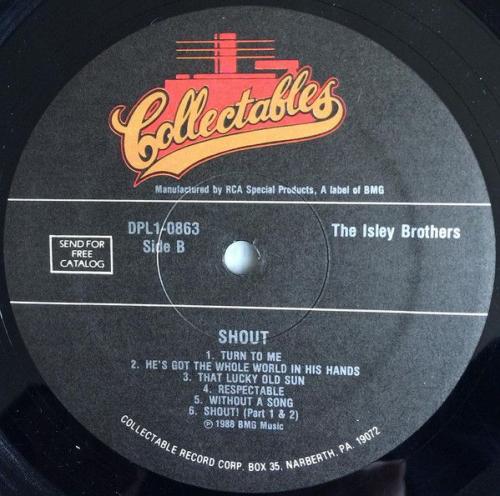 Collectables
Manufactured by RCA Special Products, A label of BMG
DPL1-0863
Side B
The Isley Brothers
SEND FOR
FREE
CATALOG
SHOUT
1. TURN TO ME
2. HE'S GOT THE WHOLE WORLD IN HIS HANDS
3. THAT LUCKY OLD SUN
4. RESPECTABLE
5. WITHOUT A SONG
6. SHOUT! (Part 1 & 2)
℗ 1988 BMG Music
COLLECTABLE RECORD CORP. BOX 35, NARBERTH, PA. 19072